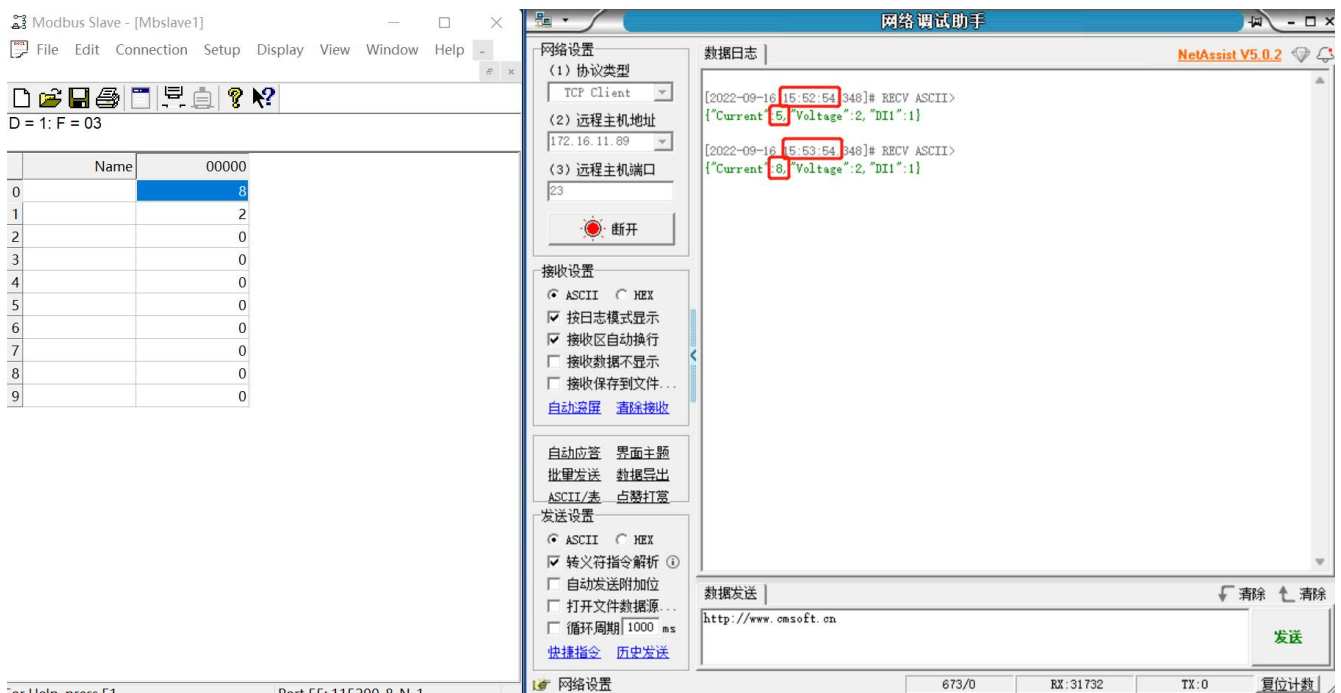 Modbus Slave - [Mbslave1]
File Edit Connection Setup Display View Window Help
D = 1: F = 03
Name 00000
0 8
1 2
2 0
3 0
4 0
5 0
6 0
7 0
8 0
9 0
网络调试助手
网络设置
(1) 协议类型
TCP Client
(2) 远程主机地址
172.16.11.89
(3) 远程主机端口
23
断开
接收设置
ASCII HEX
按日志模式显示
接收区自动换行
接收数据不显示
接收保存到文件...
自动滚屏 清除接收
自动应答 界面主题
批量发送 数据导出
ASCII/表 点赞打赏
发送设置
ASCII HEX
转义符指令解析
自动发送附加位
打开文件数据源...
循环周期 1000 ms
快捷指令 历史发送
数据日志
NetAssist V5.0.2
[2022-09-16 15:52:54.348]# RECV ASCII>
{"Current":5,"Voltage":2,"DI1":1}
[2022-09-16 15:53:54.348]# RECV ASCII>
{"Current":8,"Voltage":2,"DI1":1}
数据发送
清除 清除
http://www.cmsoft.cn
发送
网络设置
673/0 RX:31732 TX:0 复位计数